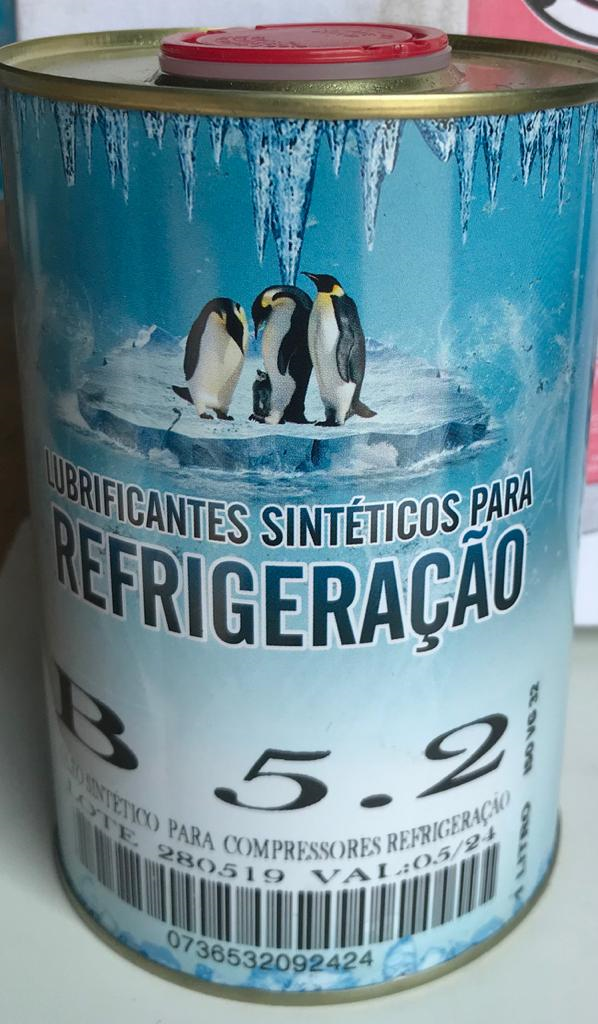 LUBRIFICANTES SINTÉTICOS PARA
REFRIGERAÇÃO
B 5.2
SINTÉTICO PARA COMPRESSORES REFRIGERAÇÃO
LOTE 280519 VAL:05/24
0736532092424
1 LITRO ISO VG 32